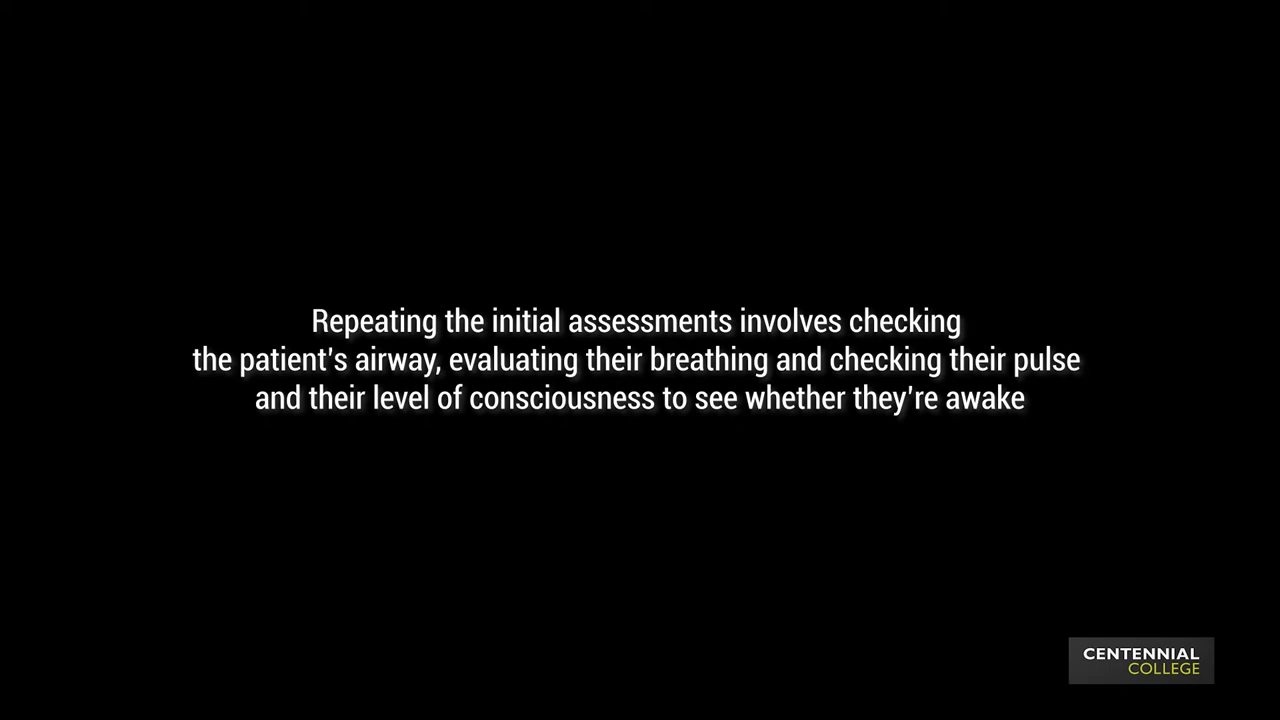 Repeating the initial assessments involves checking
the patient's airway, evaluating their breathing and checking their pulse
and their level of consciousness to see whether they're awake
CENTENNIAL
COLLEGE